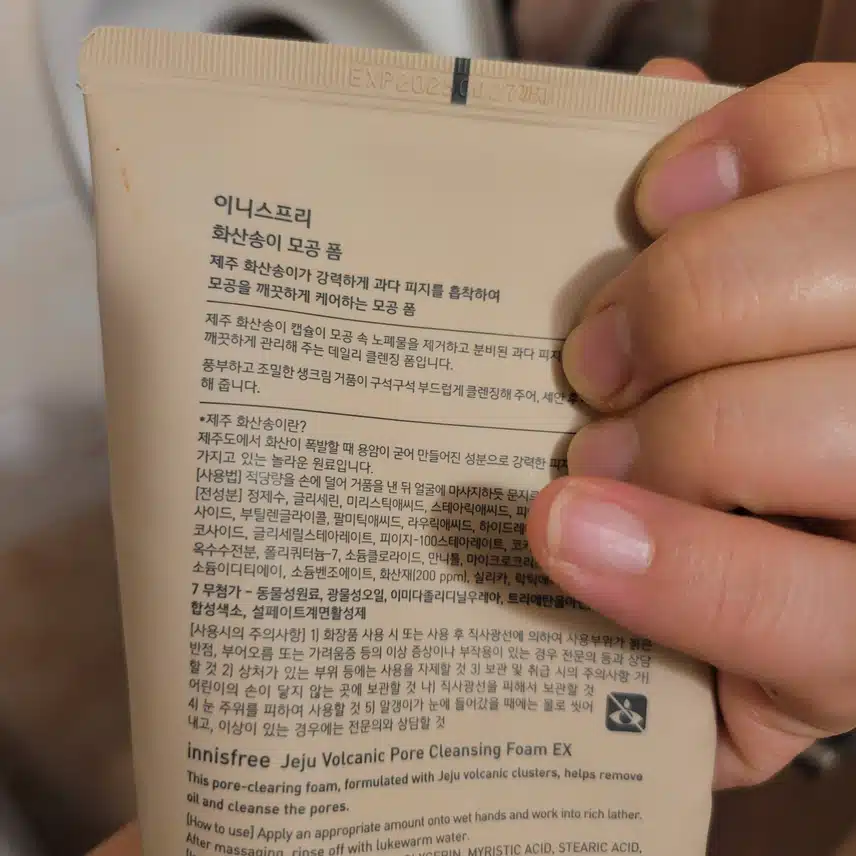 이니스프리
화산송이 모공 폼
제주 화산송이가 강력하게 과다 피지를 흡착하여
모공을 깨끗하게 케어하는 모공 폼
제주 화산송이 캡슐이 모공 속 노폐물을 제거하고 분비된 과다 피지
깨끗하게 관리해 주는 데일리 클렌징 폼입니다.
풍부하고 조밀한 생크림 거품이 구석구석 부드럽게 클렌징해 주어, 세안 후
해 줍니다.
*제주 화산송이란?
제주도에서 화산이 폭발할 때 용암이 굳어 만들어진 성분으로 강력한 피지
가지고 있는 놀라운 원료입니다.
[사용법] 적당량을 손에 덜어 거품을 낸 뒤 얼굴에 마사지하듯 문지르
[전성분] 정제수, 글리세린, 미리스틱애씨드, 스테아릭애씨드,
사이드, 부틸렌글라이콜, 팔미틱애씨드, 라우릭애씨드, 하이드레
코사이드, 글리세릴스테아레이트, 피이지-100스테아레이트,
옥수수전분, 폴리쿼터늄-7, 소듐클로라이드, 만니톨, 마이크로크리
소듐이디티에이, 소듐벤조에이트, 화산재(200 ppm), 실리카,
7 무첨가 - 동물성원료, 광물성오일, 이미다졸리디닐우레아, 트리에탄올아민,
합성색소, 설페이트계면활성제
[사용시의 주의사항] 1) 화장품 사용 시 또는 사용 후 직사광선에 의하여 사용부위가 붉은
반점, 부어오름 또는 가려움증 등의 이상 증상이나 부작용이 있는 경우 전문의 등과 상담
할 것 2) 상처가 있는 부위 등에는 사용을 자제할 것 3) 보관 및 취급 시의 주의사항 가)
어린이의 손이 닿지 않는 곳에 보관할 것 나) 직사광선을 피해서 보관할 것
4) 눈 주위를 피하여 사용할 것 5) 알갱이가 눈에 들어갔을 때에는 물로 씻어
내고, 이상이 있는 경우에는 전문의와 상담할 것
innisfree Jeju Volcanic Pore Cleansing Foam EX
This pore-clearing foam, formulated with Jeju volcanic clusters, helps remove
oil and cleanse the pores.
[How to use] Apply an appropriate amount onto wet hands and work into rich lather.
After massaging, rinse off with lukewarm water.
GLYCERIN, MYRISTIC ACID, STEARIC ACID,